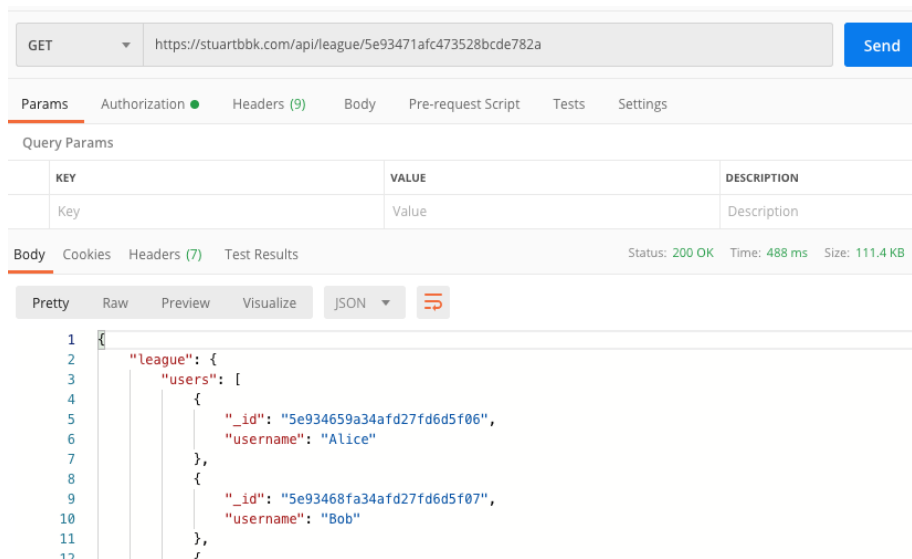 GET https://stuartbbk.com/api/league/5e93471afc473528bcde782a Send
Params Authorization Headers (9) Body Pre-request Script Tests Settings
Query Params
KEY VALUE DESCRIPTION
Key Value Description
Body Cookies Headers (7) Test Results Status: 200 OK Time: 488 ms Size: 111.4 KB
Pretty Raw Preview Visualize JSON
1 {
2 "league": {
3 "users": [
4 {
5 "_id": "5e934659a34afd27fd6d5f06",
6 "username": "Alice"
7 },
8 {
9 "_id": "5e93468fa34afd27fd6d5f07",
10 "username": "Bob"
11 },
12 {